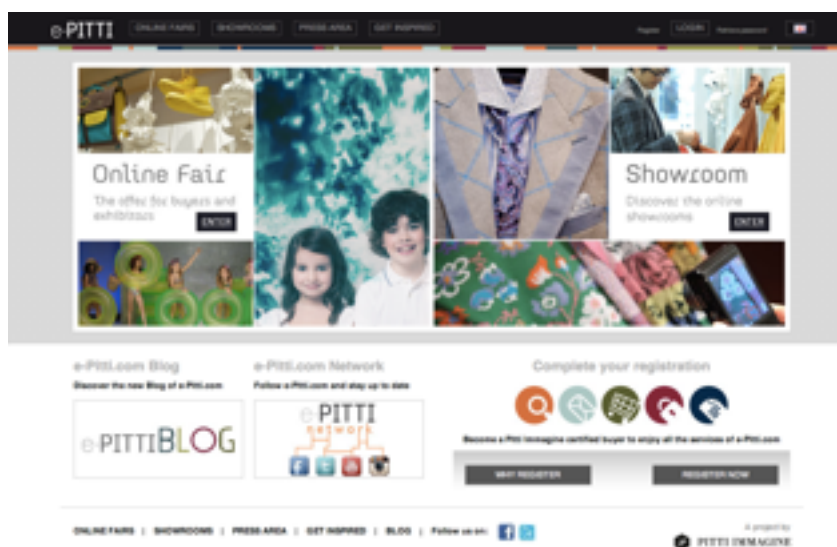 e-PITTI
ONLINE FAIRS
SHOWROOMS
PRESS AREA
GET INSPIRED
Register
LOGIN
Retrieve password
Online Fair
The offer for buyers and
exhibitors
ENTER
Showroom
Discover the online
showrooms
ENTER
e-Pitti.com Blog
Discover the new Blog of e-Pitti.com
e-PITTIBLOG
e-Pitti.com Network
Follow e-Pitti.com and stay up to date
e-PITTI
network
Complete your registration
Become a Pitti Immagine certified buyer to enjoy all the services of e-Pitti.com
WHY REGISTER
REGISTER NOW
ONLINE FAIRS | SHOWROOMS | PRESS AREA | GET INSPIRED | BLOG | Follow us on:
A project by
PITTI IMMAGINE